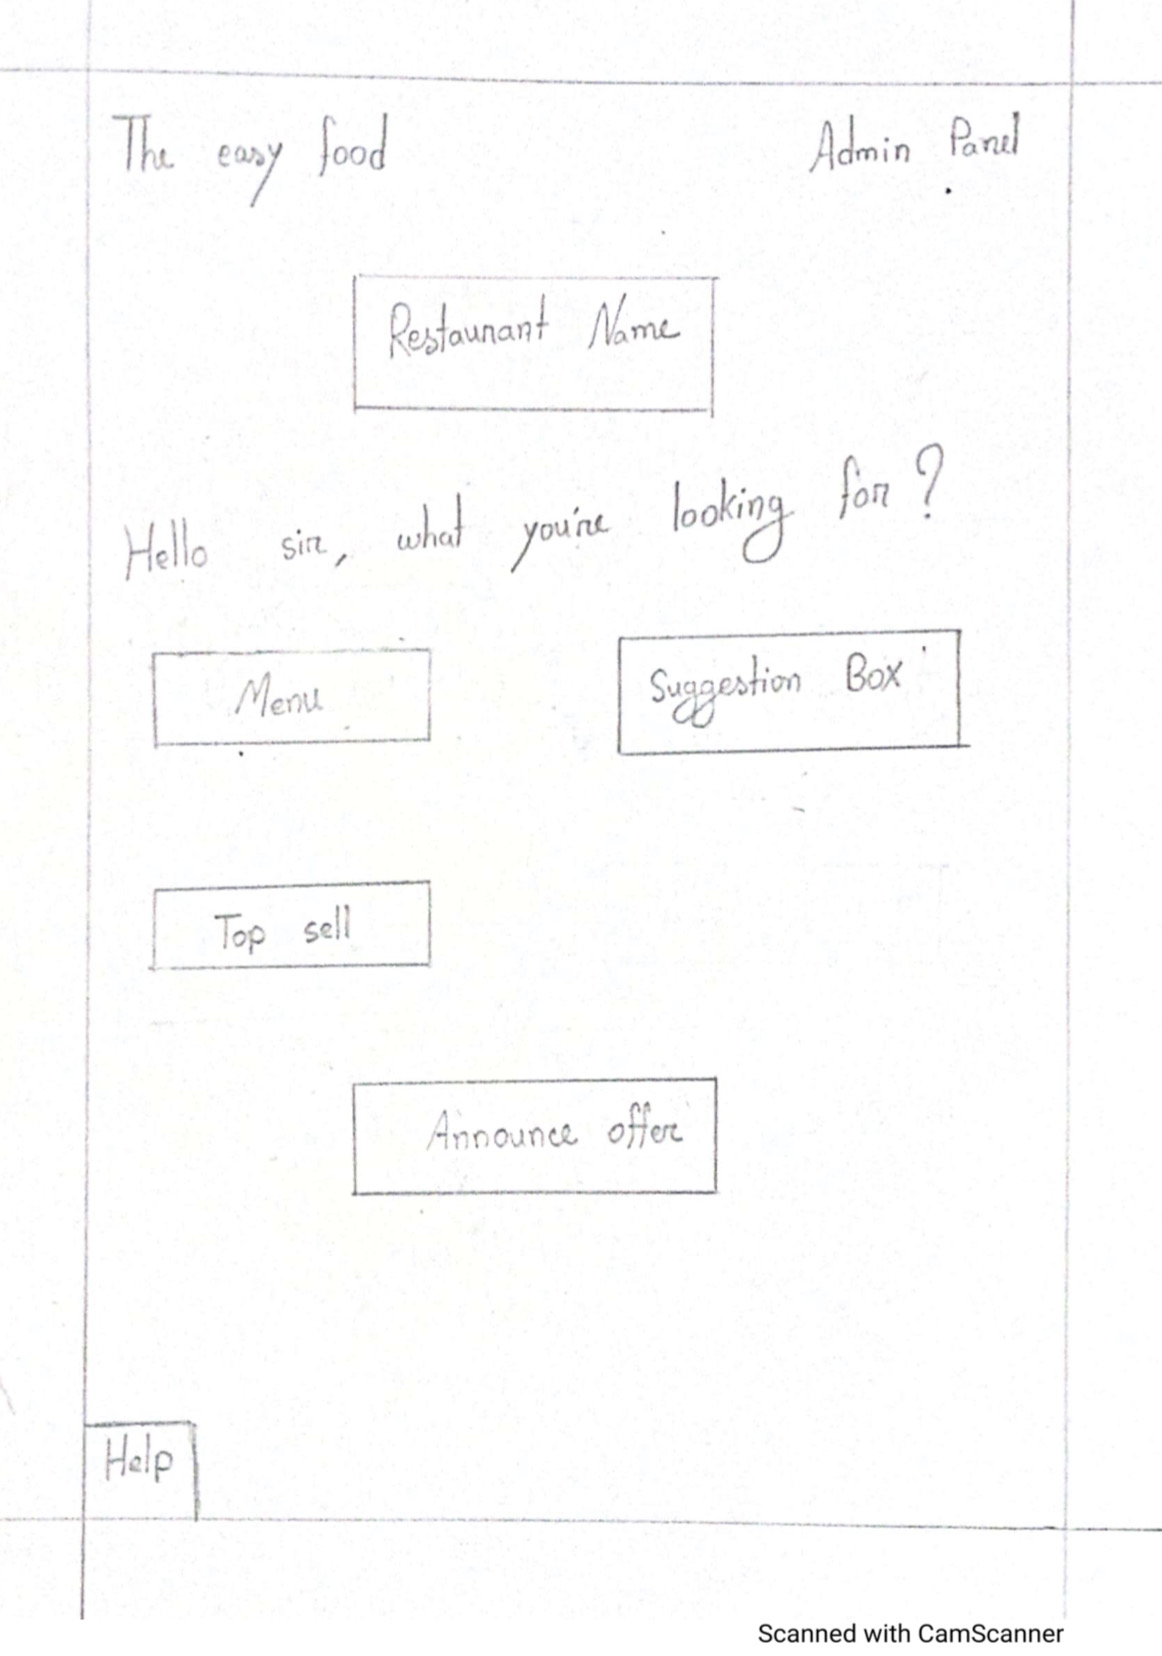 The easy food Admin Panel
Restaurant Name
Hello sir, what you're looking for?
Menu Suggestion Box
Top sell
Announce offer
Help
Scanned with CamScanner